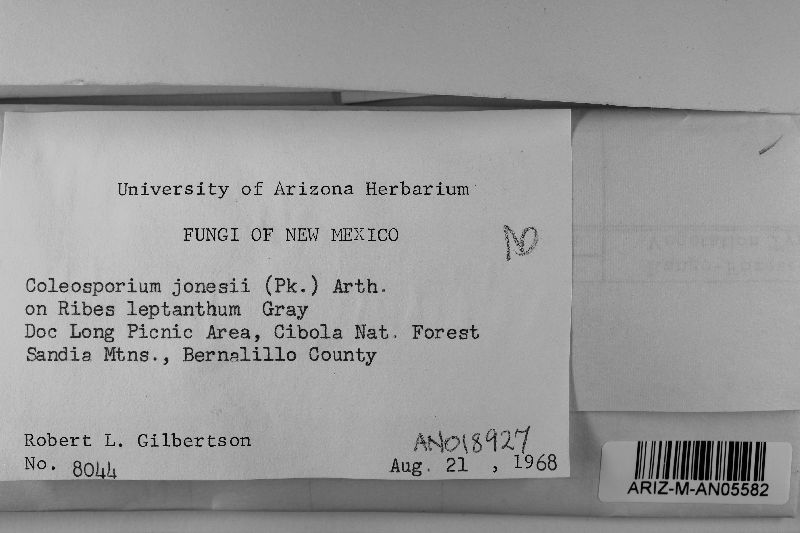 University of Arizona Herbarium
FUNGI OF NEW MEXICO
Coleosporium jonesii (Pk.) Arth.
on Ribes leptanthum Gray
Doc Long Picnic Area, Cibola Nat. Forest
Sandia Mtns., Bernalillo County
Robert L. Gilbertson
AN018927
No. 8044
Aug. 21 , 1968
ARIZ-M-AN05582